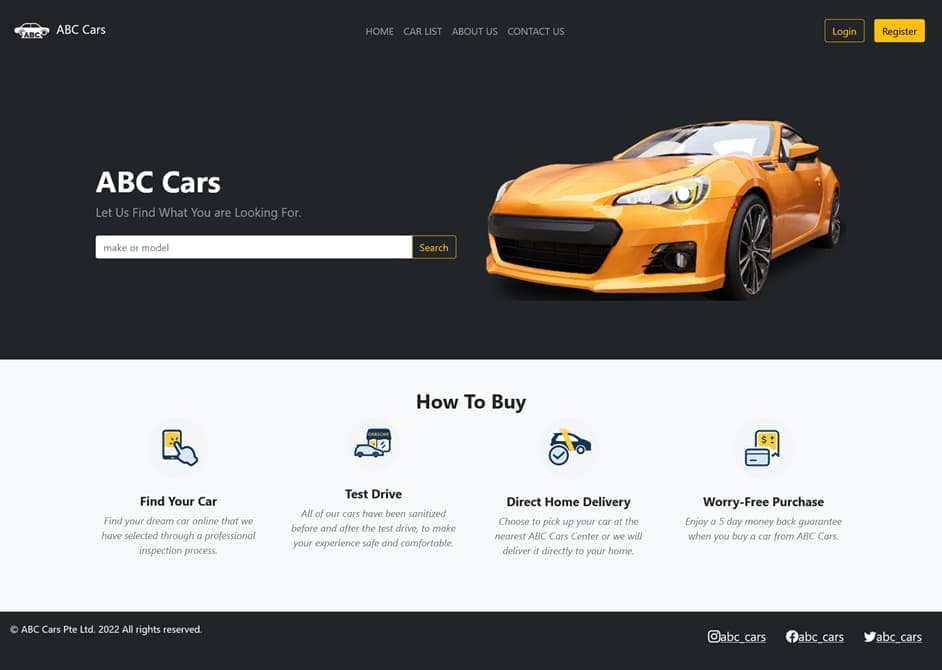 ABC
ABC Cars
HOME CAR LIST ABOUT US CONTACT US
Login
Register
ABC Cars
Let Us Find What You are Looking For.
make or model
Search
How To Buy
Find Your Car
Find your dream car online that we
have selected through a professional
inspection process.
Test Drive
All of our cars have been sanitized
before and after the test drive, to make
your experience safe and comfortable.
Direct Home Delivery
Choose to pick up your car at the
nearest ABC Cars Center or we will
deliver it directly to your home.
$
Worry-Free Purchase
Enjoy a 5 day money back guarantee
when you buy a car from ABC Cars.
© ABC Cars Pte Ltd. 2022 All rights reserved.
abc_cars
abc_cars
abc_cars